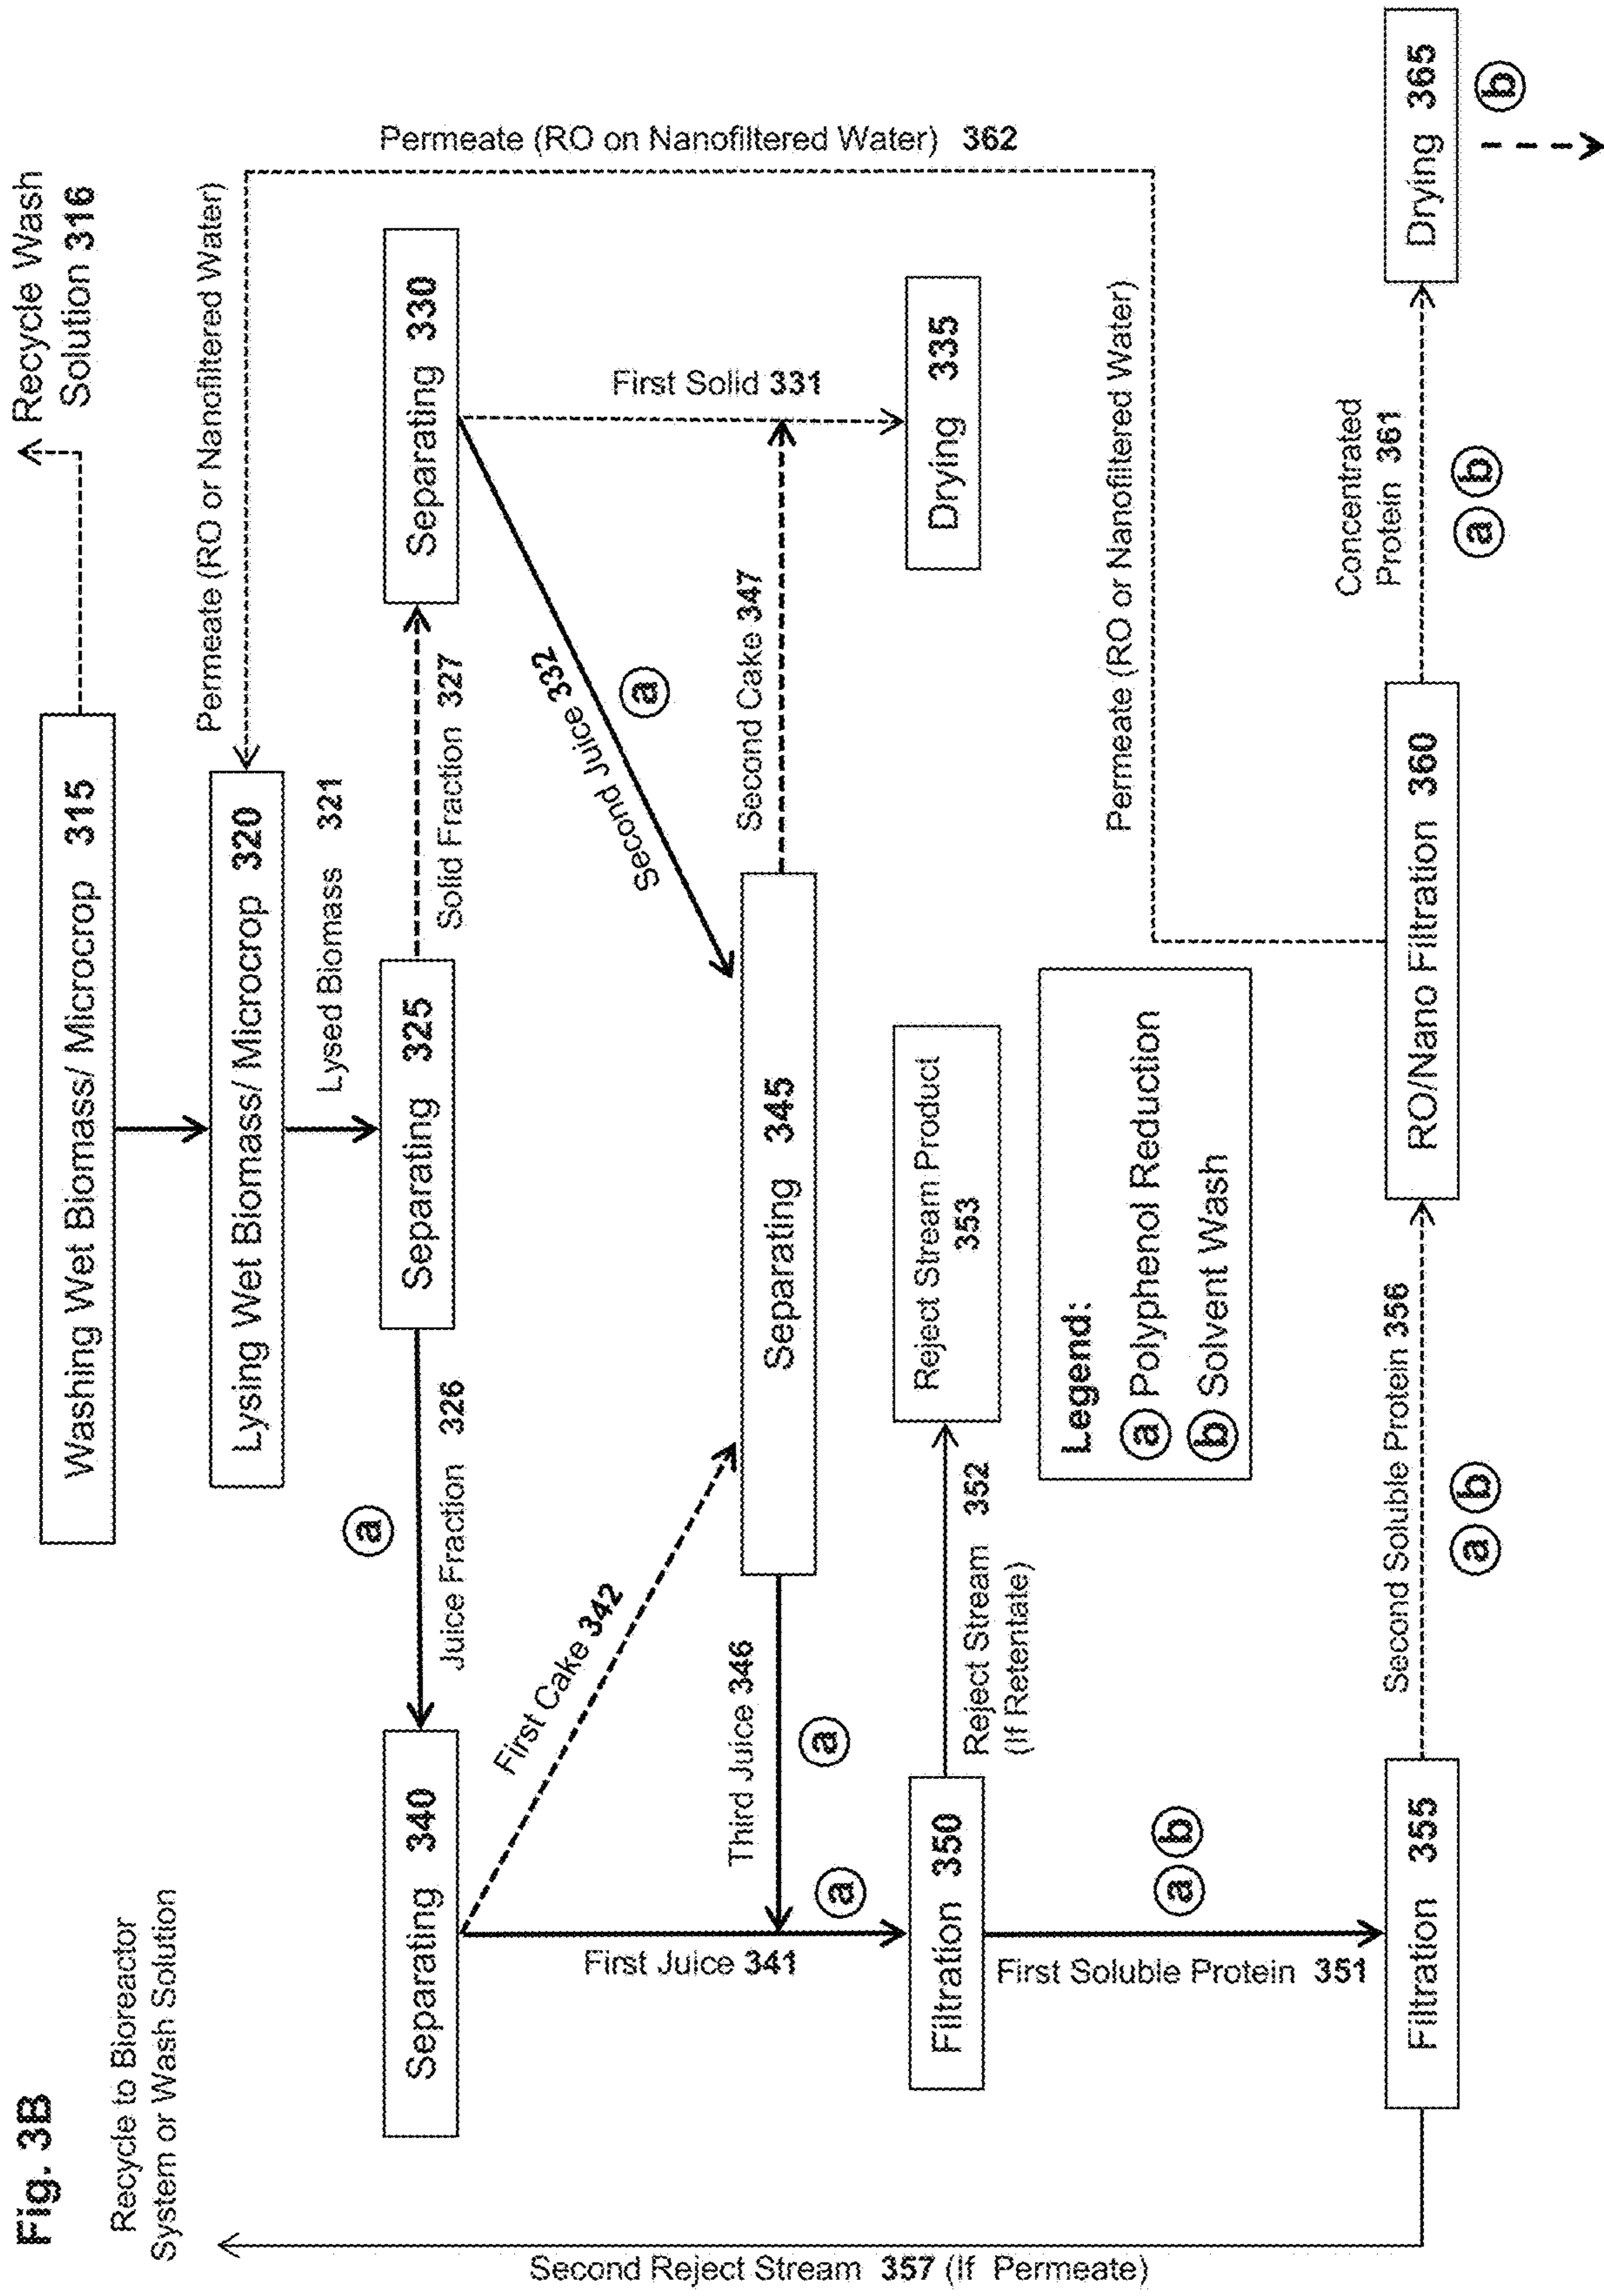 Fig. 3B
Recycle to Bioreactor
System or Wash Solution
Recycle Wash
Solution 316
Washing Wet Biomass/ Microcrop 315
Permeate (RO or Nanofiltered Water)
Lysing Wet Biomass/ Microcrop 320
Lysed Biomass 321
Permeate (RO on Nanofiltered Water) 362
a
Separating 340
Juice Fraction 326
Separating 325
Solid Fraction 327
Separating 330
First Cake 342
Second Juice 332
a
First Solid 331
Third Juice 346
a
Separating 345
Second Cake 347
First Juice 341
a
Filtration 350
Reject Stream 352
(If Retentate)
Reject Stream Product
353
Drying 335
First Soluble Protein 351
a b
Legend:
a Polyphenol Reduction
b Solvent Wash
Permeate (RO or Nanofiltered Water)
Filtration 355
Second Soluble Protein 356
a b
RO/Nano Filtration 360
Concentrated
Protein 361
a b
Drying 365
b
Second Reject Stream 357 (If Permeate)